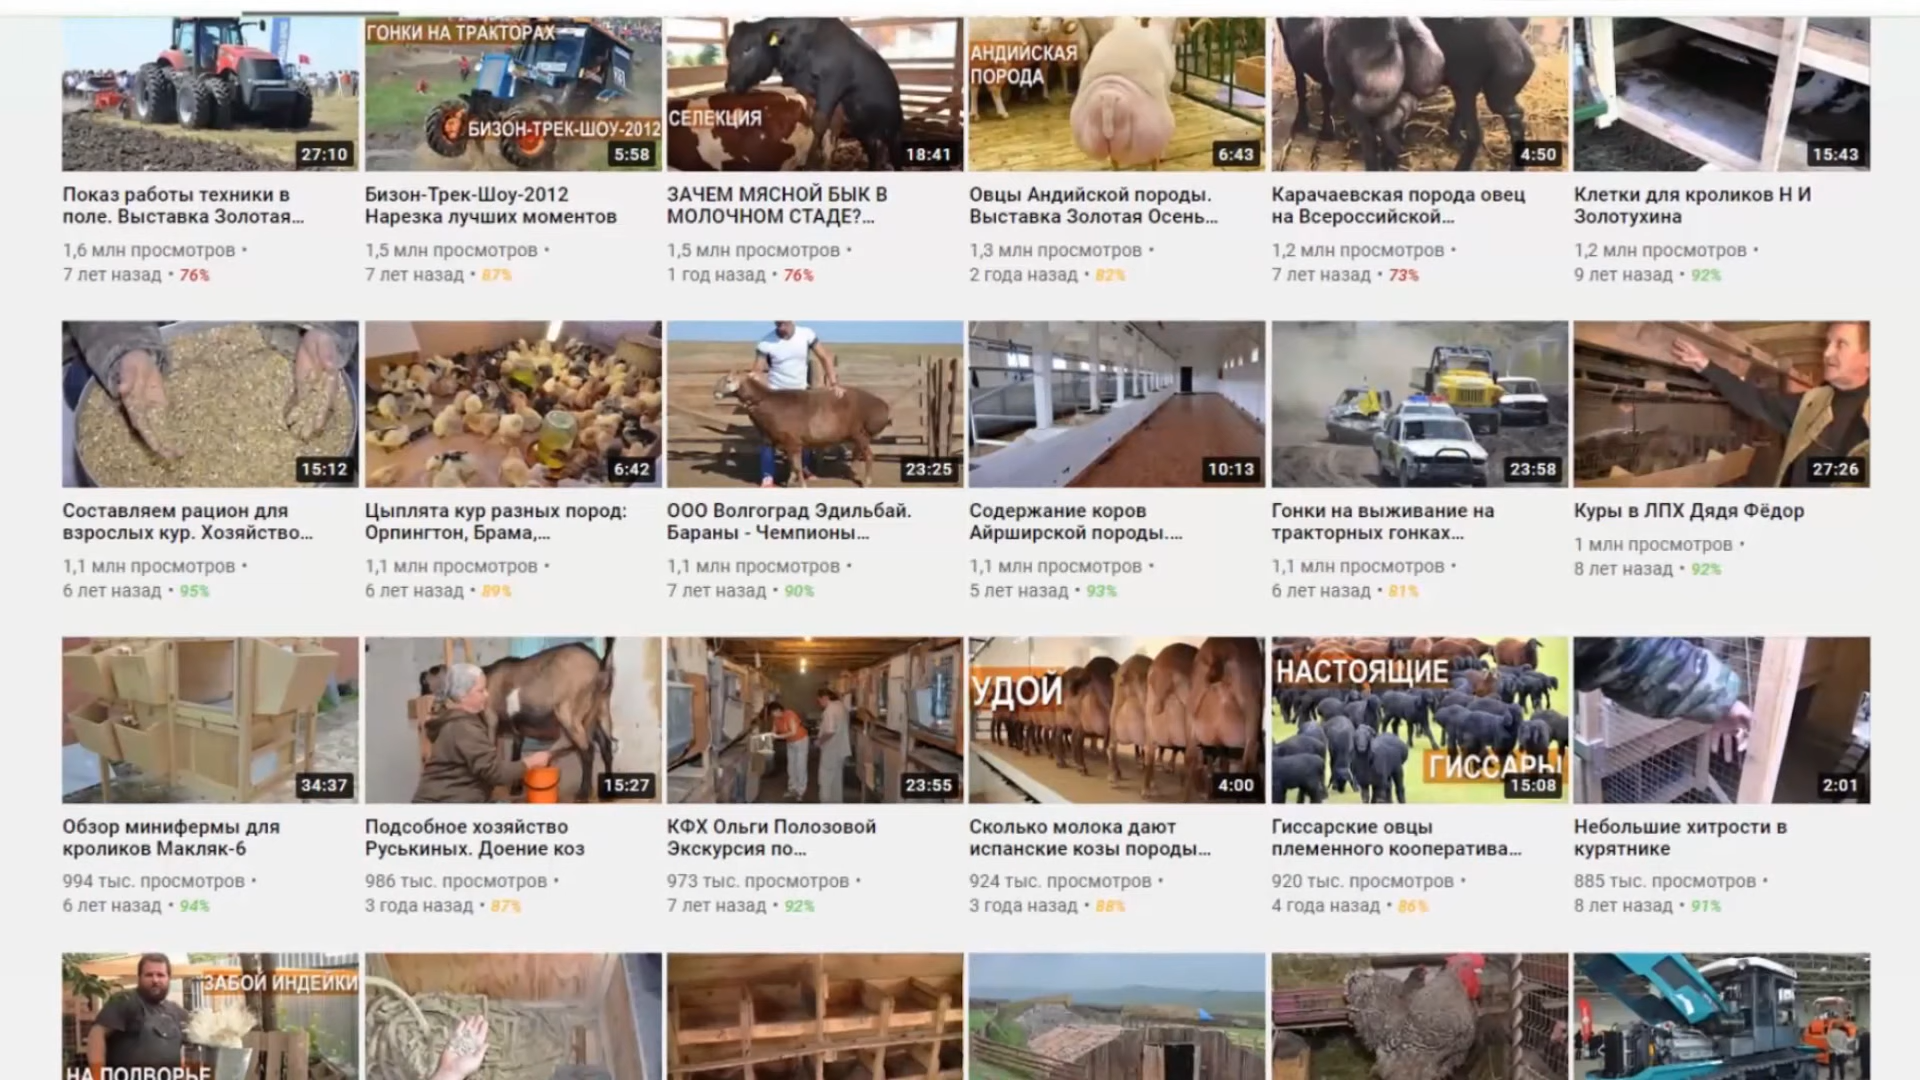 ГОНКИ НА ТРАКТОРАХ
БИЗОН-ТРЕК-ШОУ-2012
СЕЛЕКЦИЯ
АНДИЙСКАЯ
ПОРОДА
27:10
5:58
18:41
6:43
4:50
15:43
Показ работы техники в
поле. Выставка Золотая...
1,6 млн просмотров •
7 лет назад • 76%
Бизон-Трек-Шоу-2012
Нарезка лучших моментов
1,5 млн просмотров •
7 лет назад • 87%
ЗАЧЕМ МЯСНОЙ БЫК В
МОЛОЧНОМ СТАДЕ?...
1,5 млн просмотров •
1 год назад • 76%
Овцы Андийской породы.
Выставка Золотая Осень...
1,3 млн просмотров •
2 года назад • 82%
Карачаевская порода овец
на Всероссийской...
1,2 млн просмотров •
7 лет назад • 73%
Клетки для кроликов Н И
Золотухина
1,2 млн просмотров •
9 лет назад • 92%
15:12
6:42
23:25
10:13
23:58
27:26
Составляем рацион для
взрослых кур. Хозяйство...
1,1 млн просмотров •
6 лет назад • 95%
Цыплята кур разных пород:
Орпингтон, Брама,...
1,1 млн просмотров •
6 лет назад • 89%
ООО Волгоград Эдильбай.
Бараны - Чемпионы...
1,1 млн просмотров •
7 лет назад • 90%
Содержание коров
Айрширской породы....
1,1 млн просмотров •
5 лет назад • 93%
Гонки на выживание на
тракторных гонках...
1,1 млн просмотров •
6 лет назад • 81%
Куры в ЛПХ Дядя Фёдор
1 млн просмотров •
8 лет назад • 92%
УДОЙ
НАСТОЯЩИЕ
ГИССАРЫ
34:37
15:27
23:55
4:00
15:08
2:01
Обзор минифермы для
кроликов Макляк-6
994 тыс. просмотров •
6 лет назад • 94%
Подсобное хозяйство
Руськиных. Доение коз
986 тыс. просмотров •
3 года назад • 87%
КФХ Ольги Полозовой
Экскурсия по...
973 тыс. просмотров •
7 лет назад • 92%
Сколько молока дают
испанские козы породы...
924 тыс. просмотров •
3 года назад • 88%
Гиссарские овцы
племенного кооператива...
920 тыс. просмотров •
4 года назад • 86%
Небольшие хитрости в
курятнике
885 тыс. просмотров •
8 лет назад • 91%
ЗАБОЙ ИНДЕЙКИ
НА ПОДВОРЬЕ